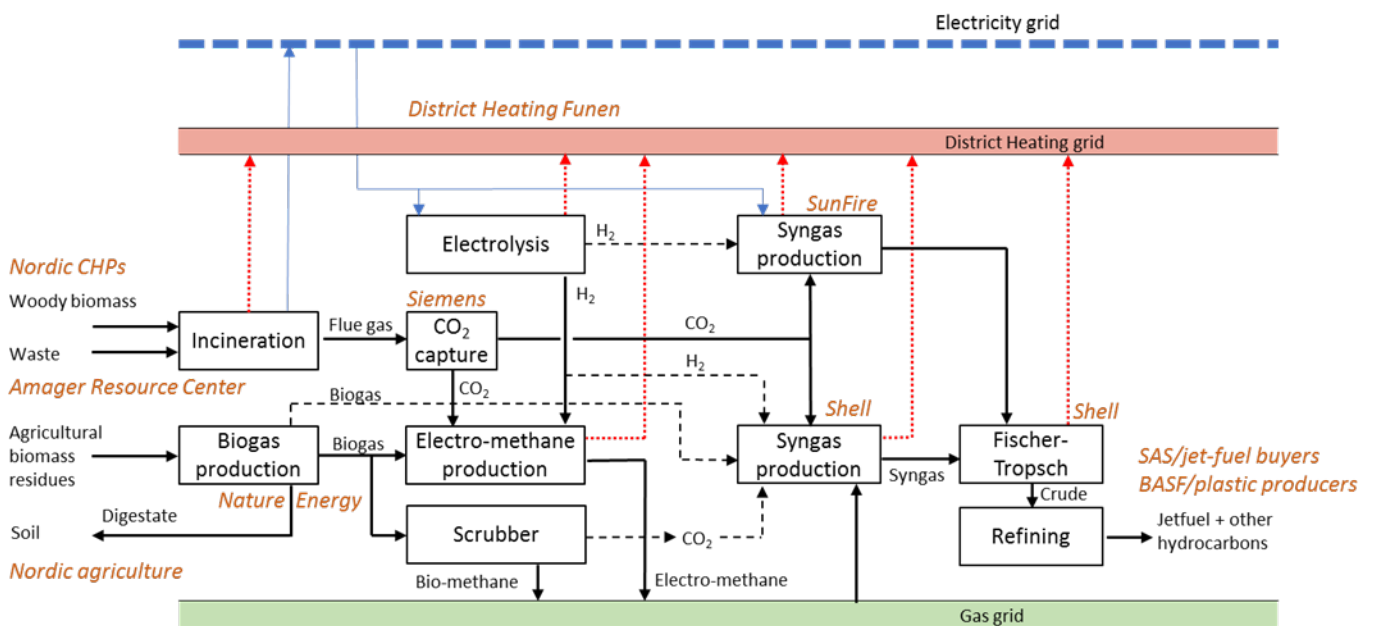 Electricity grid
District Heating Funen
District Heating grid
SunFire
Electrolysis
H₂
Syngas
production
Nordic CHPs
Woody biomass
Siemens
H₂
Incineration
Flue gas
CO₂
capture
CO₂
Waste
H₂
Amager Resource Center
CO₂
Biogas
Shell
Shell
Agricultural
biomass
residues
Biogas
production
Biogas
Electro-methane
production
Syngas
production
Syngas
Fischer-
Tropsch
SAS/jet-fuel buyers
BASF/plastic producers
Nature Energy
Crude
Digestate
Soil
Scrubber
CO₂
Refining
Jetfuel + other
hydrocarbons
Nordic agriculture
Bio-methane
Electro-methane
Gas grid